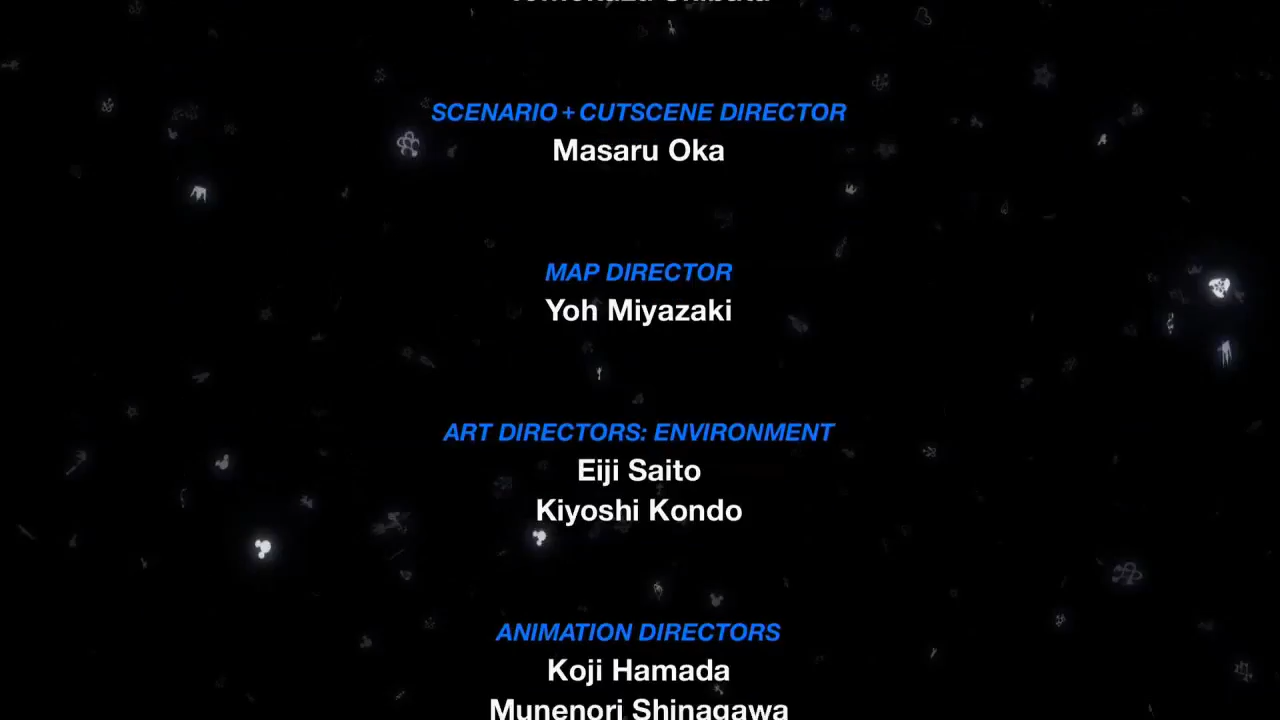 SCENARIO + CUTSCENE DIRECTOR
Masaru Oka
MAP DIRECTOR
Yoh Miyazaki
ART DIRECTORS: ENVIRONMENT
Eiji Saito
Kiyoshi Kondo
ANIMATION DIRECTORS
Koji Hamada
Munenori Shinagawa